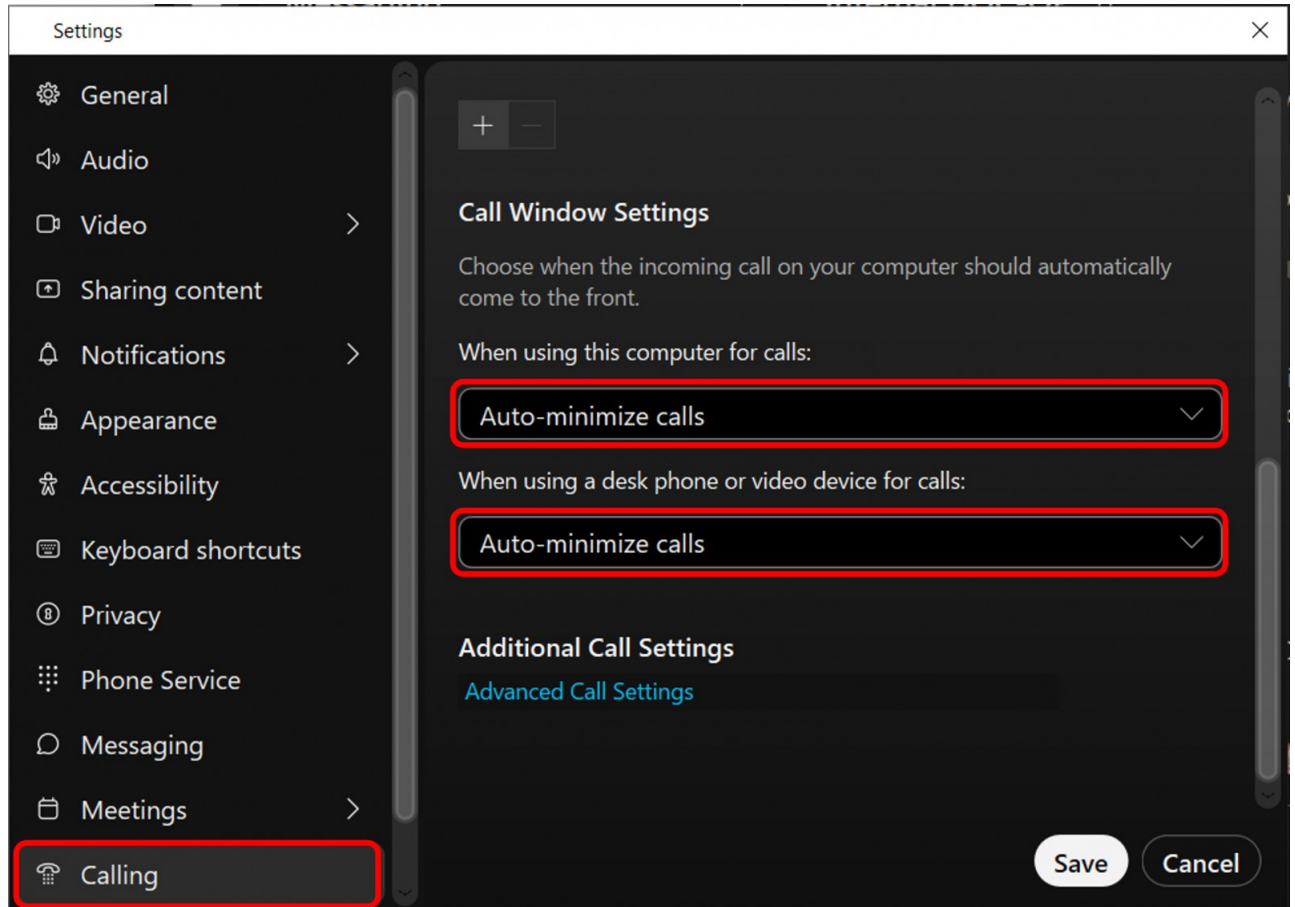 Settings
General
Audio
Video
Sharing content
Notifications
Appearance
Accessibility
Keyboard shortcuts
Privacy
Phone Service
Messaging
Meetings
Calling
Call Window Settings
Choose when the incoming call on your computer should automatically
come to the front.
When using this computer for calls:
Auto-minimize calls
When using a desk phone or video device for calls:
Auto-minimize calls
Additional Call Settings
Advanced Call Settings
Save
Cancel